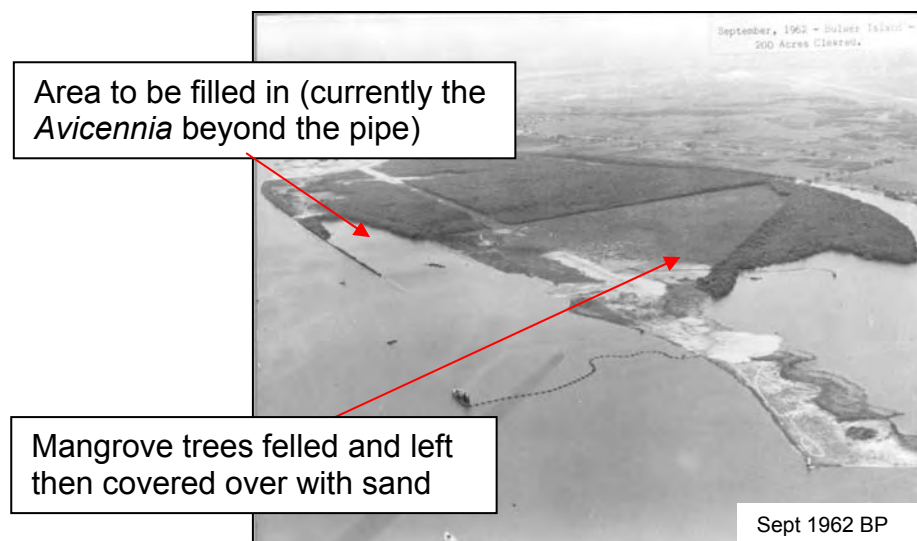 September, 1962 - Bulwer Island -
200 Acres Cleared.
Area to be filled in (currently the
Avicennia beyond the pipe)
Mangrove trees felled and left
then covered over with sand
Sept 1962 BP